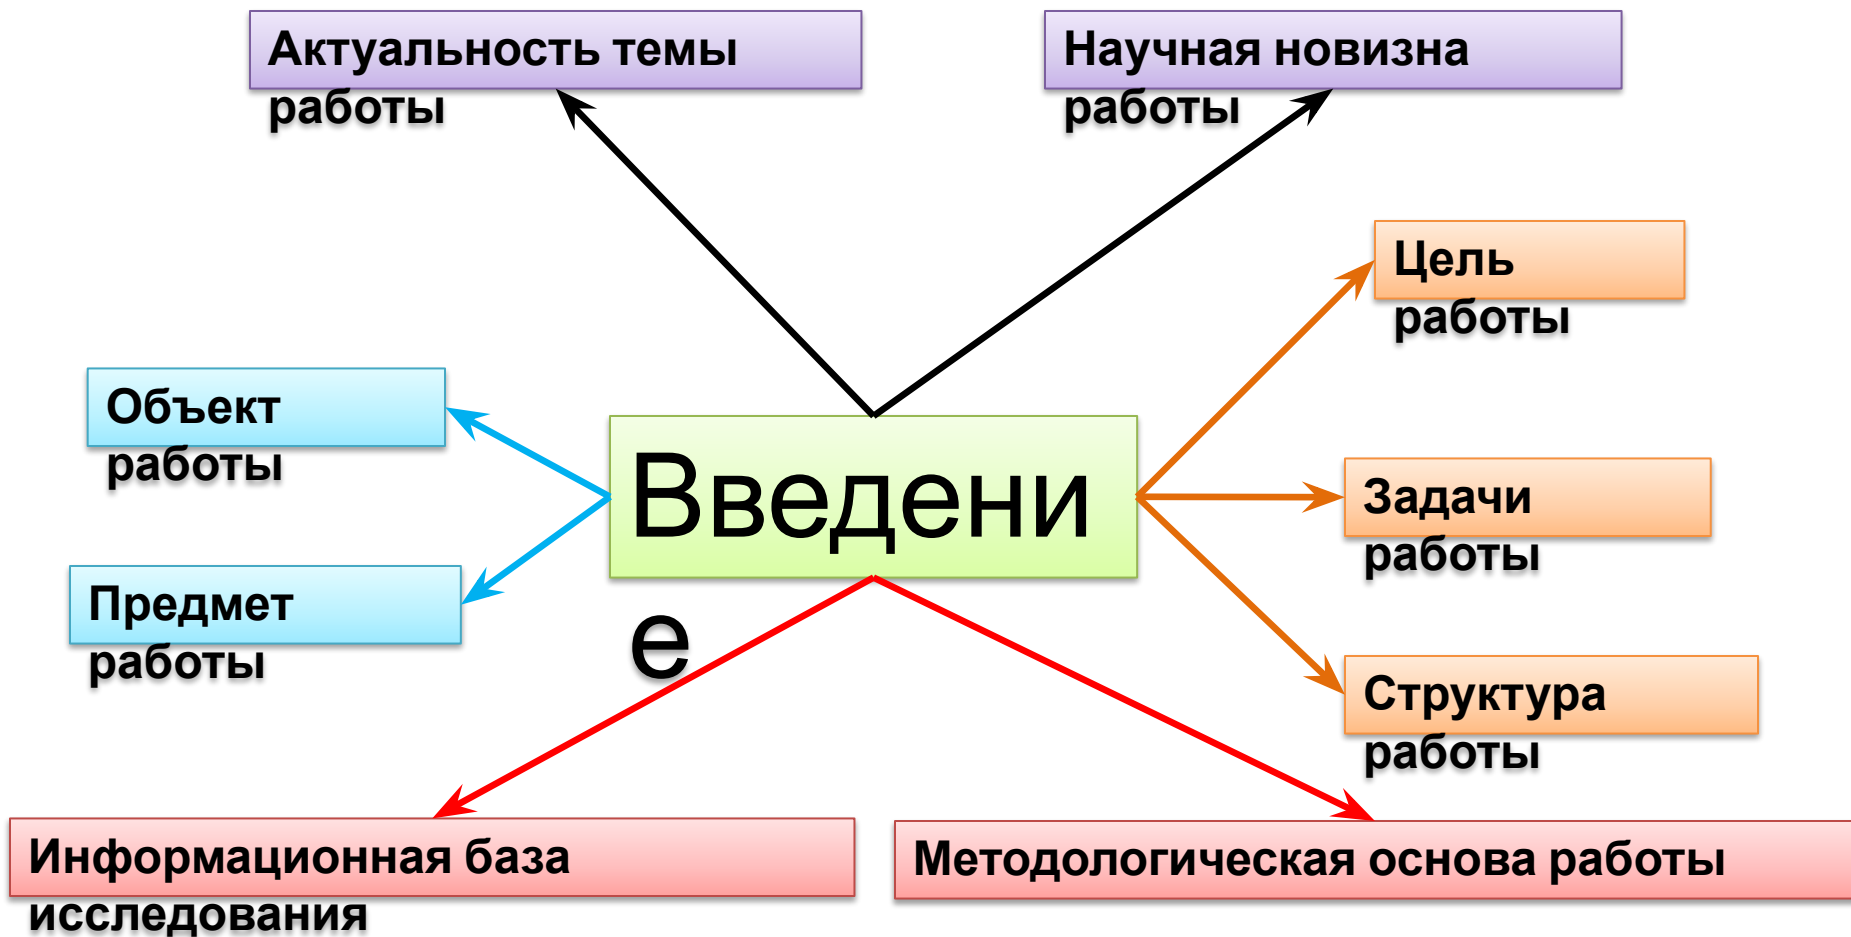 Актуальность темы
работы
Научная новизна
работы
Цель
работы
Объект
работы
Введени
е
Задачи
работы
Предмет
работы
Структура
работы
Информационная база
исследования
Методологическая основа работы